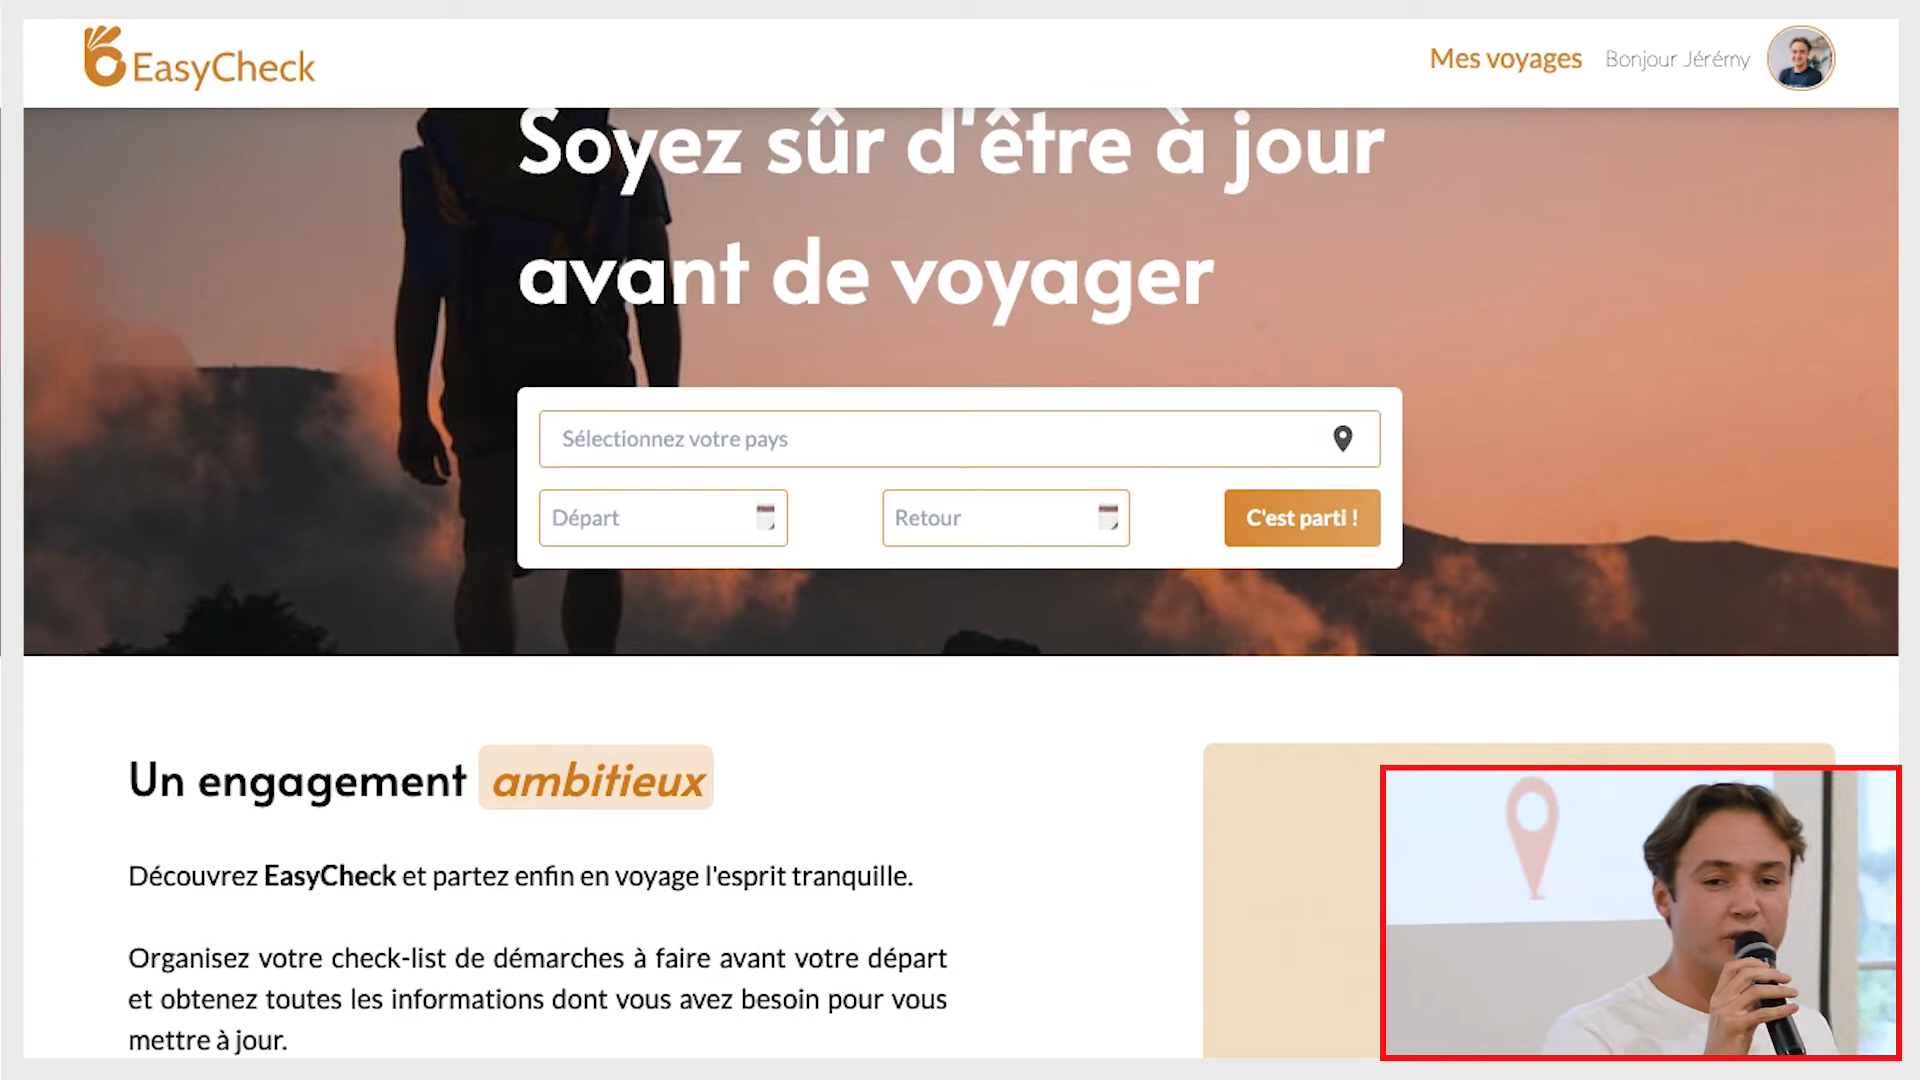 EasyCheck
Mes voyages
Bonjour Jérémy
Soyez sûr d'être à jour
avant de voyager
Sélectionnez votre pays
Départ
Retour
C'est parti !
Un engagement ambitieux
Découvrez EasyCheck et partez enfin en voyage l'esprit tranquille.
Organisez votre check-list de démarches à faire avant votre départ
et obtenez toutes les informations dont vous avez besoin pour vous
mettre à jour.